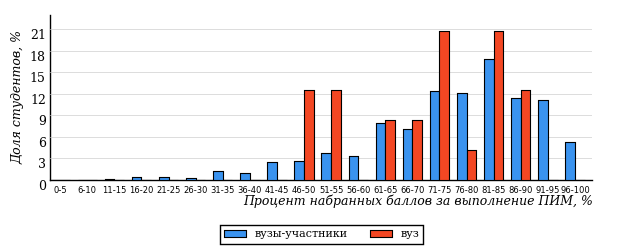 Доля студентов, %
21
18
15
12
9
6
3
0
0-5 6-10 11-15 16-20 21-25 26-30 31-35 36-40 41-45 46-50 51-55 56-60 61-65 66-70 71-75 76-80 81-85 86-90 91-95 96-100
Процент набранных баллов за выполнение ПИМ, %
вузы-участники вуз